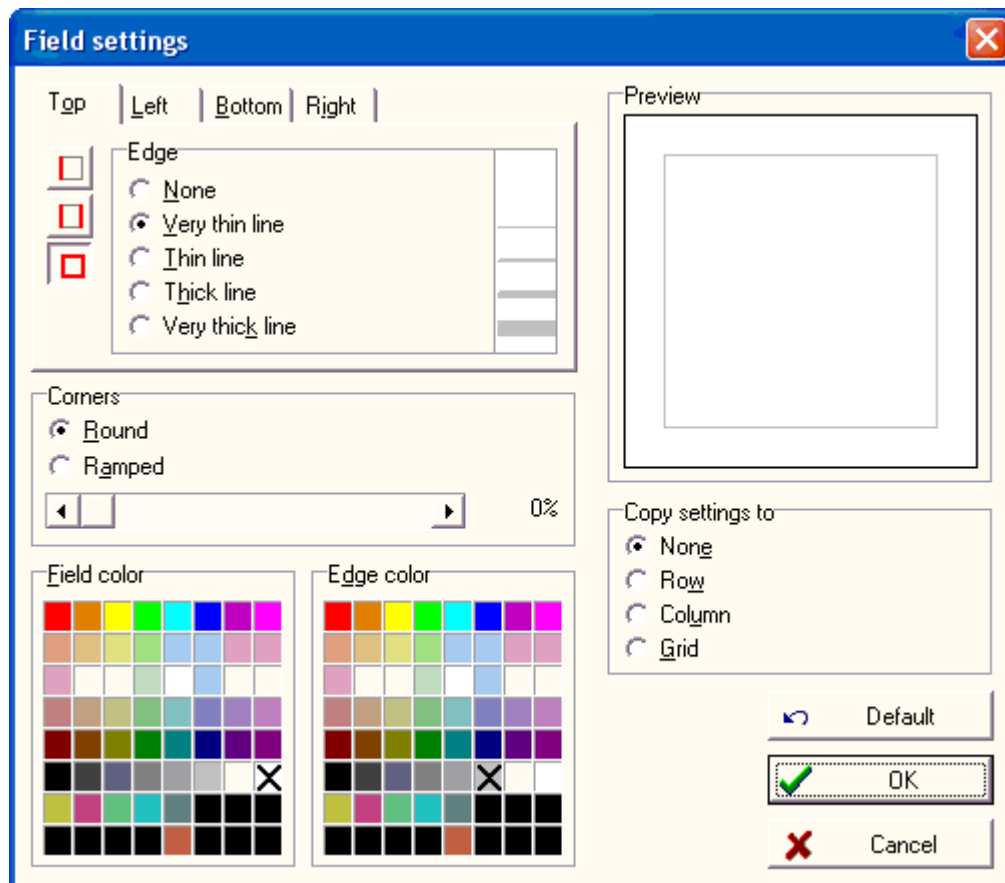 Field settings
Top
Left
Bottom
Right
Edge
None
Very thin line
Thin line
Thick line
Very thick line
Corners
Round
Ramped
0%
Field color
Edge color
Preview
Copy settings to
None
Row
Column
Grid
Default
OK
Cancel